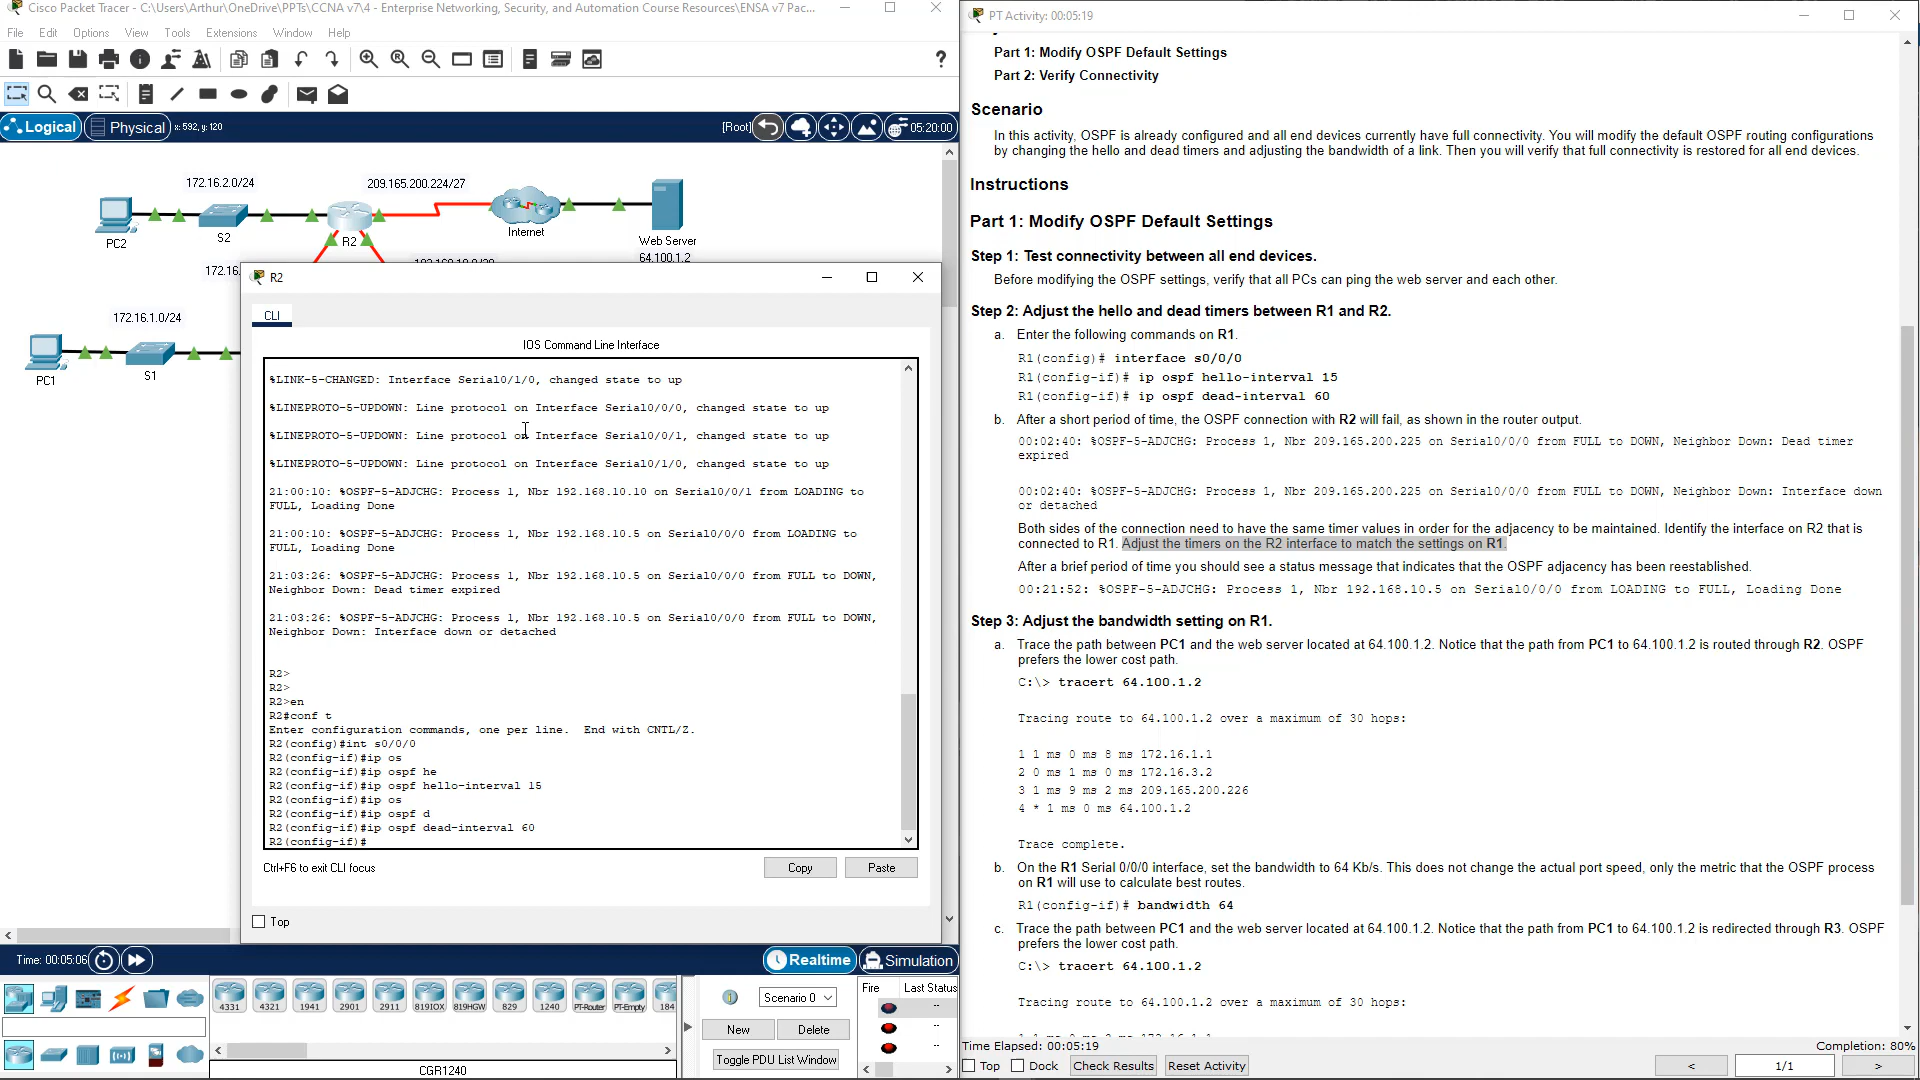 Cisco Packet Tracer - C:\Users\Arthur\OneDrive\PPTs\CCNA v7\4 - Enterprise Networking, Security, and Automation Course Resources\ENSA v7 Pac...
File Edit Options View Tools Extensions Window Help
?
Logical Physical x: 592, y: 120 [Root] 05:20:00
172.16.2.0/24 209.165.200.224/27
PC2 S2 R2 Internet Web Server
64.100.1.2
172.16.
172.16.1.0/24
PC1 S1
R2
CLI
IOS Command Line Interface
%LINK-5-CHANGED: Interface Serial0/1/0, changed state to up
%LINEPROTO-5-UPDOWN: Line protocol on Interface Serial0/0/0, changed state to up
%LINEPROTO-5-UPDOWN: Line protocol on Interface Serial0/0/1, changed state to up
%LINEPROTO-5-UPDOWN: Line protocol on Interface Serial0/1/0, changed state to up
21:00:10: %OSPF-5-ADJCHG: Process 1, Nbr 192.168.10.10 on Serial0/0/1 from LOADING to
FULL, Loading Done
21:00:10: %OSPF-5-ADJCHG: Process 1, Nbr 192.168.10.5 on Serial0/0/0 from LOADING to
FULL, Loading Done
21:03:26: %OSPF-5-ADJCHG: Process 1, Nbr 192.168.10.5 on Serial0/0/0 from FULL to DOWN,
Neighbor Down: Dead timer expired
21:03:26: %OSPF-5-ADJCHG: Process 1, Nbr 192.168.10.5 on Serial0/0/0 from FULL to DOWN,
Neighbor Down: Interface down or detached
R2>
R2>
R2>en
R2#conf t
Enter configuration commands, one per line. End with CNTL/Z.
R2(config)#int s0/0/0
R2(config-if)#ip os
R2(config-if)#ip ospf he
R2(config-if)#ip ospf hello-interval 15
R2(config-if)#ip os
R2(config-if)#ip ospf d
R2(config-if)#ip ospf dead-interval 60
R2(config-if)#
Ctrl+F6 to exit CLI focus Copy Paste
Top
Time: 00:05:06 Realtime Simulation
4331 4321 1941 2901 2911 819IOX 819HGW 829 1240 PT-Router PT-Empty 184
Scenario 0 Fire Last Status
New Delete
Toggle PDU List Window
CGR1240
-- -- --
PT Activity: 00:05:19
Part 1: Modify OSPF Default Settings
Part 2: Verify Connectivity
Scenario
In this activity, OSPF is already configured and all end devices currently have full connectivity. You will modify the default OSPF routing configurations
by changing the hello and dead timers and adjusting the bandwidth of a link. Then you will verify that full connectivity is restored for all end devices.
Instructions
Part 1: Modify OSPF Default Settings
Step 1: Test connectivity between all end devices.
Before modifying the OSPF settings, verify that all PCs can ping the web server and each other.
Step 2: Adjust the hello and dead timers between R1 and R2.
a. Enter the following commands on R1.
R1(config)# interface s0/0/0
R1(config-if)# ip ospf hello-interval 15
R1(config-if)# ip ospf dead-interval 60
b. After a short period of time, the OSPF connection with R2 will fail, as shown in the router output.
00:02:40: %OSPF-5-ADJCHG: Process 1, Nbr 209.165.200.225 on Serial0/0/0 from FULL to DOWN, Neighbor Down: Dead timer
expired
00:02:40: %OSPF-5-ADJCHG: Process 1, Nbr 209.165.200.225 on Serial0/0/0 from FULL to DOWN, Neighbor Down: Interface down
or detached
Both sides of the connection need to have the same timer values in order for the adjacency to be maintained. Identify the interface on R2 that is
connected to R1. Adjust the timers on the R2 interface to match the settings on R1.
After a brief period of time you should see a status message that indicates that the OSPF adjacency has been reestablished.
00:21:52: %OSPF-5-ADJCHG: Process 1, Nbr 192.168.10.5 on Serial0/0/0 from LOADING to FULL, Loading Done
Step 3: Adjust the bandwidth setting on R1.
a. Trace the path between PC1 and the web server located at 64.100.1.2. Notice that the path from PC1 to 64.100.1.2 is routed through R2. OSPF
prefers the lower cost path.
C:\> tracert 64.100.1.2
Tracing route to 64.100.1.2 over a maximum of 30 hops:
1 1 ms 0 ms 8 ms 172.16.1.1
2 0 ms 1 ms 0 ms 172.16.3.2
3 1 ms 9 ms 2 ms 209.165.200.226
4 * 1 ms 0 ms 64.100.1.2
Trace complete.
b. On the R1 Serial 0/0/0 interface, set the bandwidth to 64 Kb/s. This does not change the actual port speed, only the metric that the OSPF process
on R1 will use to calculate best routes.
R1(config-if)# bandwidth 64
c. Trace the path between PC1 and the web server located at 64.100.1.2. Notice that the path from PC1 to 64.100.1.2 is redirected through R3. OSPF
prefers the lower cost path.
C:\> tracert 64.100.1.2
Tracing route to 64.100.1.2 over a maximum of 30 hops:
Time Elapsed: 00:05:19 Completion: 80%
Top Dock Check Results Reset Activity < 1/1 >